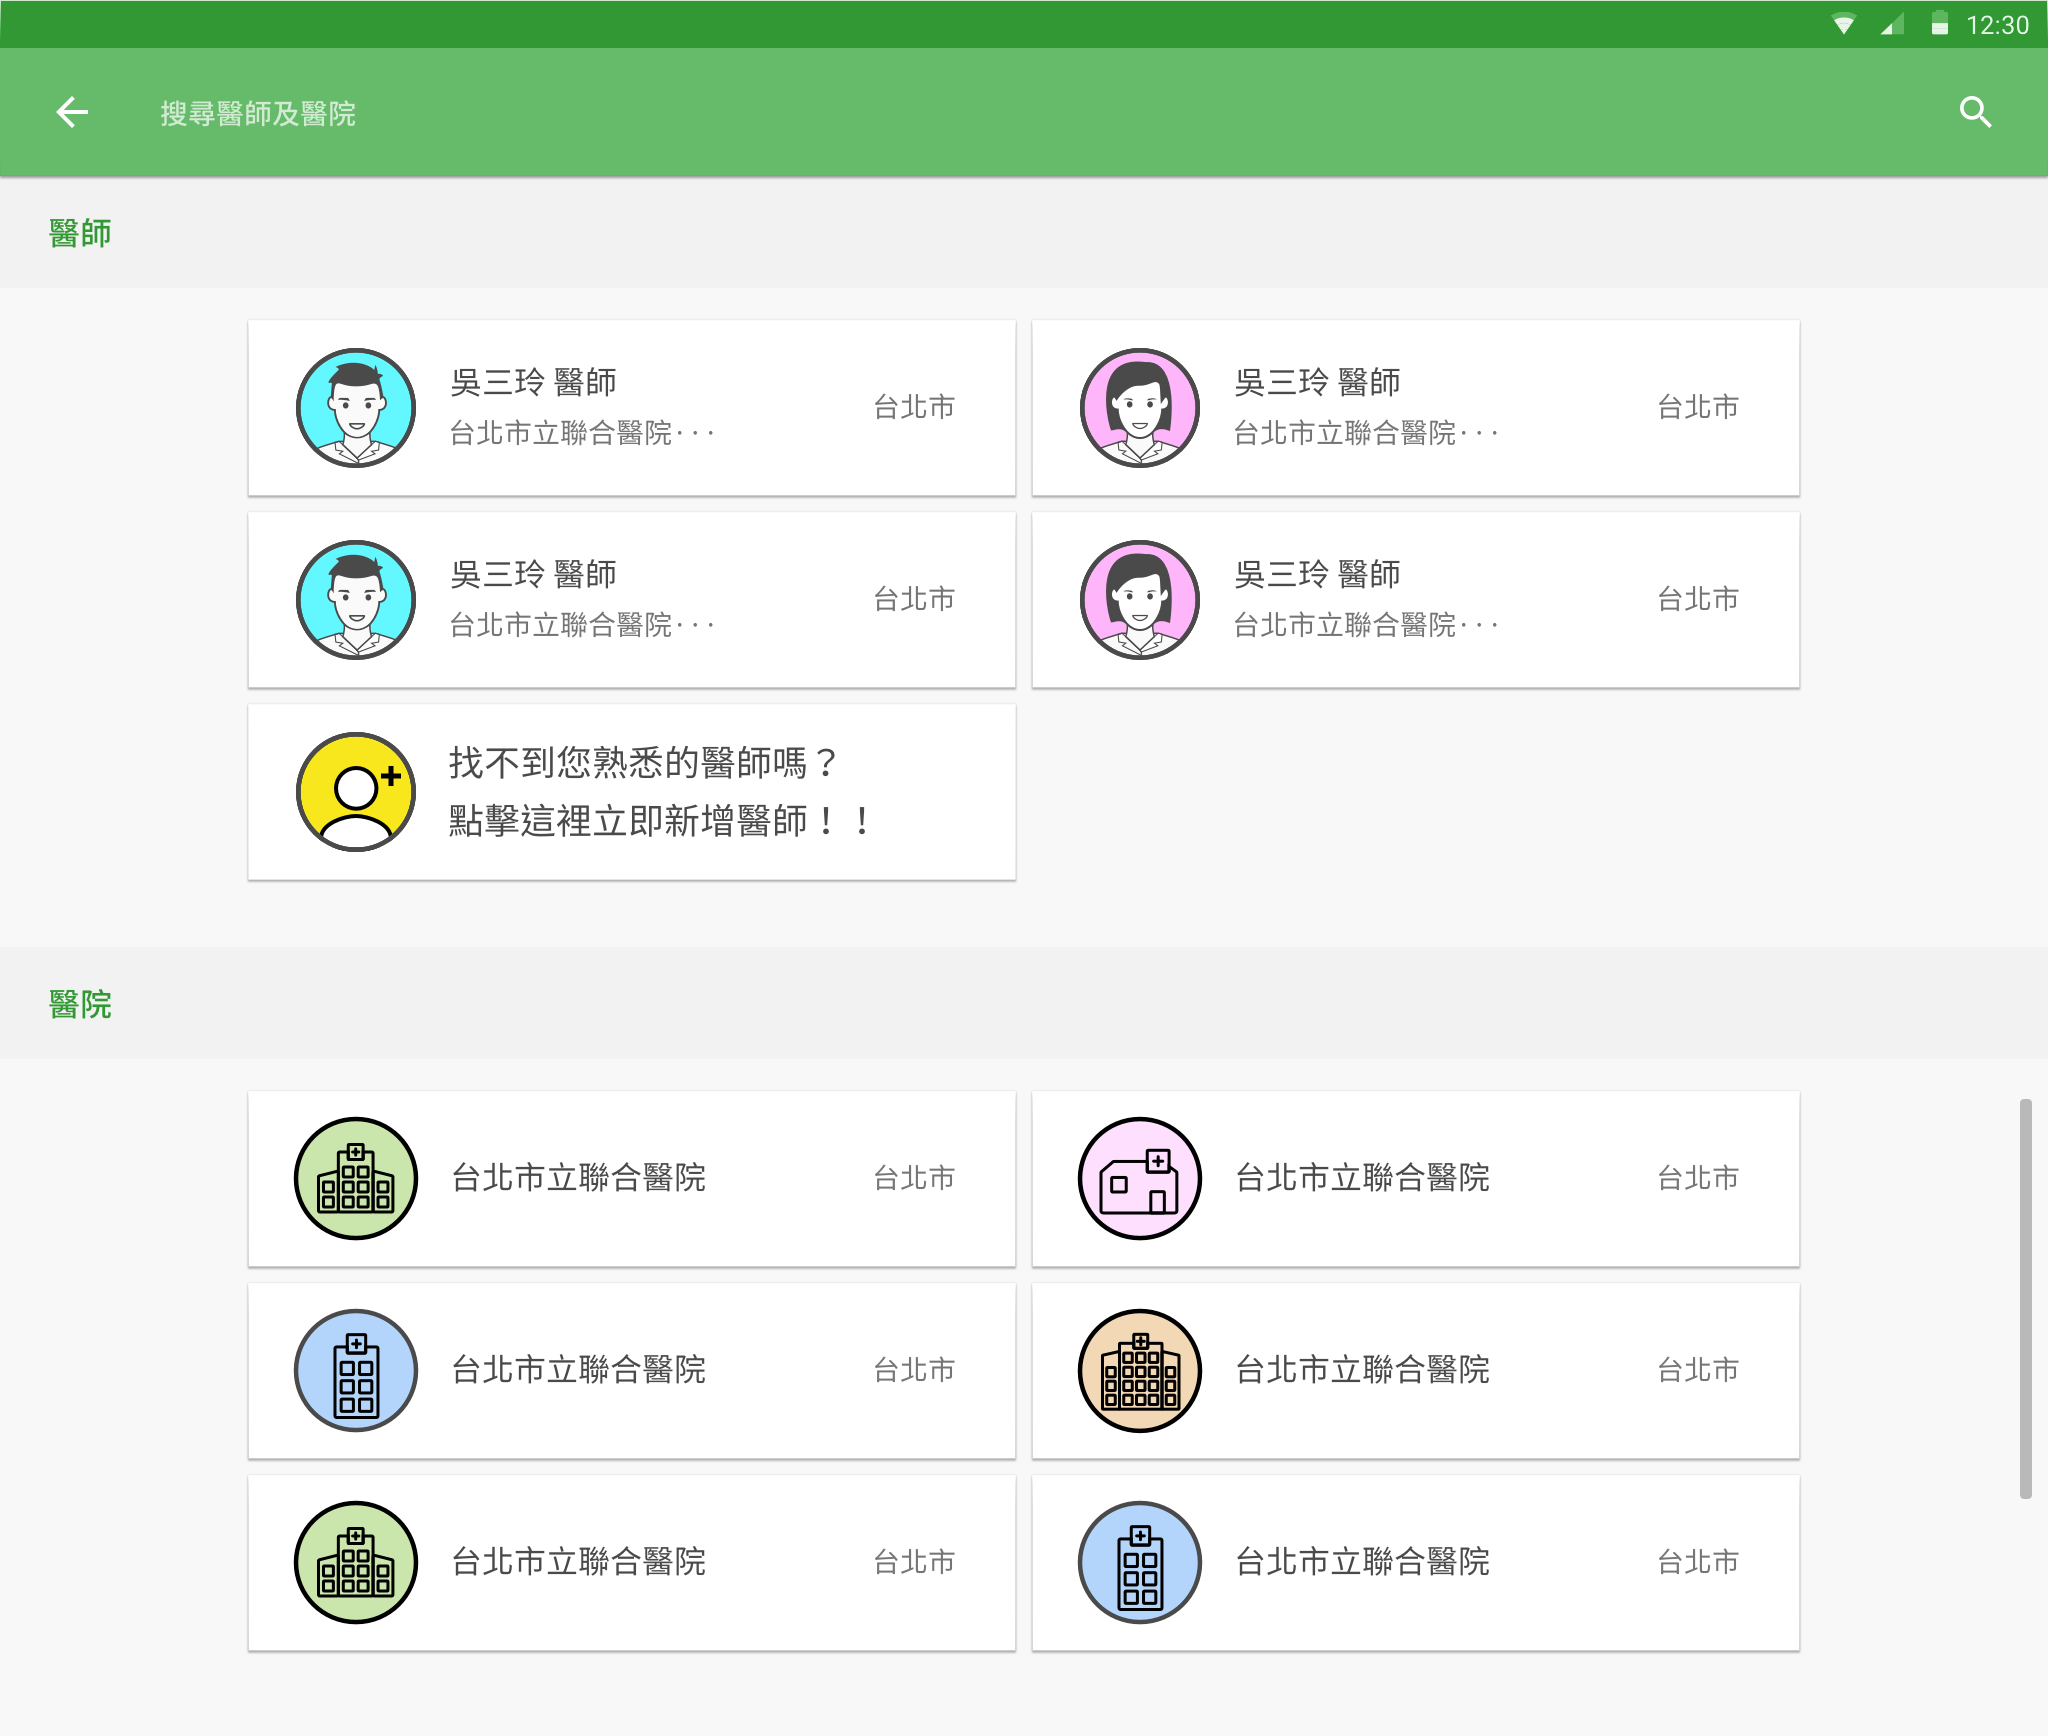 12:30
搜尋醫師及醫院
醫師
吳三玲 醫師
台北市立聯合醫院···
台北市
吳三玲 醫師
台北市立聯合醫院···
台北市
吳三玲 醫師
台北市立聯合醫院···
台北市
吳三玲 醫師
台北市立聯合醫院···
台北市
找不到您熟悉的醫師嗎？
點擊這裡立即新增醫師！！
醫院
台北市立聯合醫院
台北市
台北市立聯合醫院
台北市
台北市立聯合醫院
台北市
台北市立聯合醫院
台北市
台北市立聯合醫院
台北市
台北市立聯合醫院
台北市